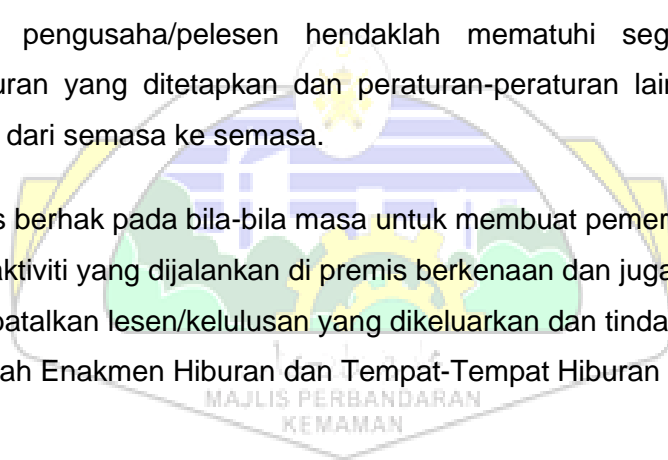 pengusaha/pelesen hendaklah mematuhi seg
uran yang ditetapkan dan peraturan-peraturan lain
dari semasa ke semasa.
s berhak pada bila-bila masa untuk membuat pemer
aktiviti yang dijalankan di premis berkenaan dan juga
batalkan lesen/kelulusan yang dikeluarkan dan tinda
ah Enakmen Hiburan dan Tempat-Tempat Hiburan
MAJLIS PERBANDARAN
KEMAMAN